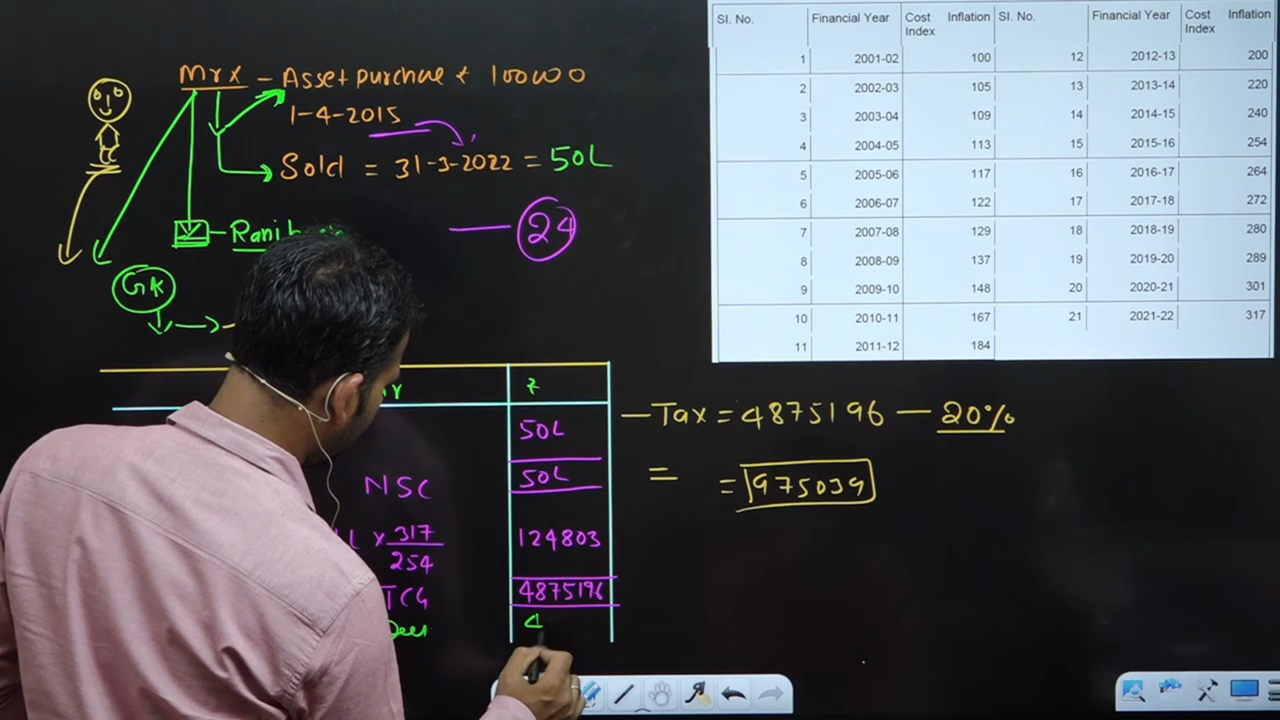 Mr X – Asset purchase ₹ 100000
1-4-2015
Sold = 31-3-2022 = 50L
— 24
GK
₹
50L
NSC 50L
L × 317/254 124803
TCG 4875196
– Tax = 4875196 – 20%
= = 975039
Sl. No. Financial Year Cost Inflation Index Sl. No. Financial Year Cost Inflation Index
1 2001-02 100 12 2012-13 200
2 2002-03 105 13 2013-14 220
3 2003-04 109 14 2014-15 240
4 2004-05 113 15 2015-16 254
5 2005-06 117 16 2016-17 264
6 2006-07 122 17 2017-18 272
7 2007-08 129 18 2018-19 280
8 2008-09 137 19 2019-20 289
9 2009-10 148 20 2020-21 301
10 2010-11 167 21 2021-22 317
11 2011-12 184